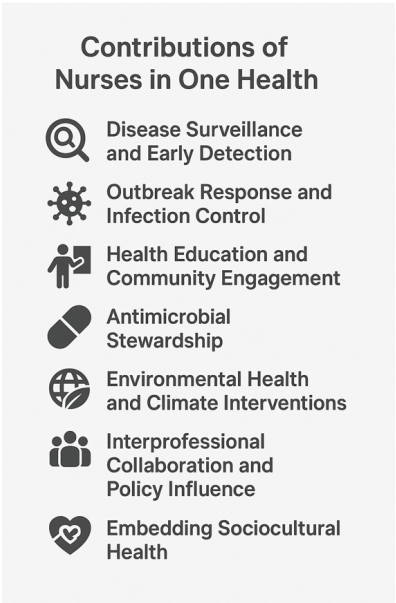 Contributions of
Nurses in One Health
Disease Surveillance
and Early Detection
Outbreak Response and
Infection Control
Health Education and
Community Engagement
Antimicrobial
Stewardship
Environmental Health
and Climate Interventions
Interprofessional
Collaboration and
Policy Influence
Embedding Sociocultural
Health